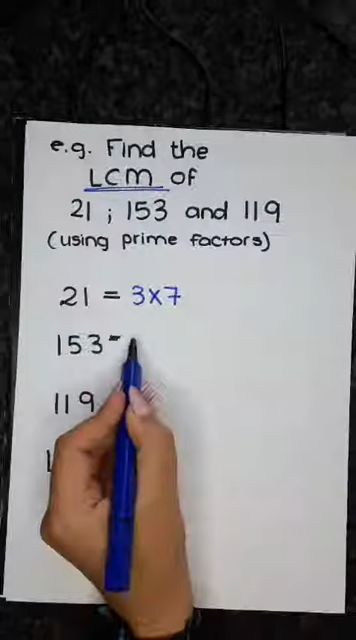 e.g. Find the
LCM of
21 ; 153 and 119
(using prime factors)
21 = 3x7
153=
119